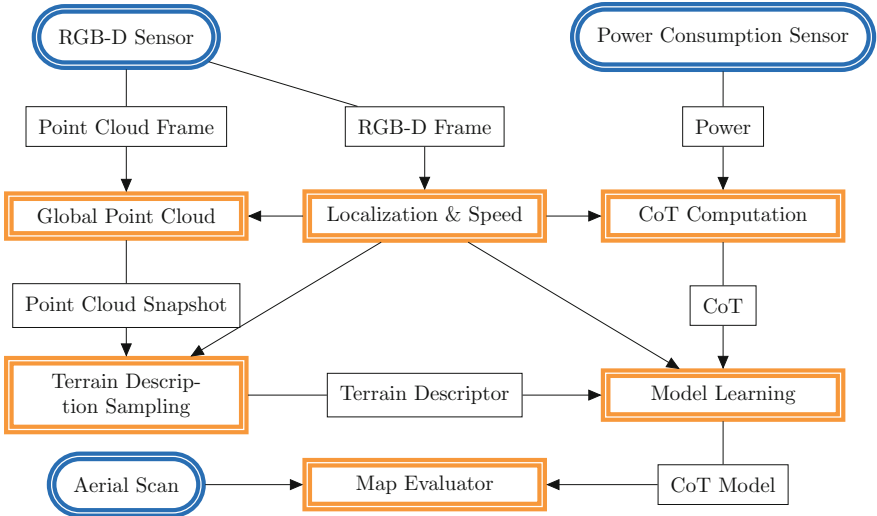 RGB-D Sensor
Power Consumption Sensor
Point Cloud Frame
RGB-D Frame
Power
Global Point Cloud
Localization & Speed
CoT Computation
Point Cloud Snapshot
CoT
Terrain Descrip-
tion Sampling
Terrain Descriptor
Model Learning
Aerial Scan
Map Evaluator
CoT Model